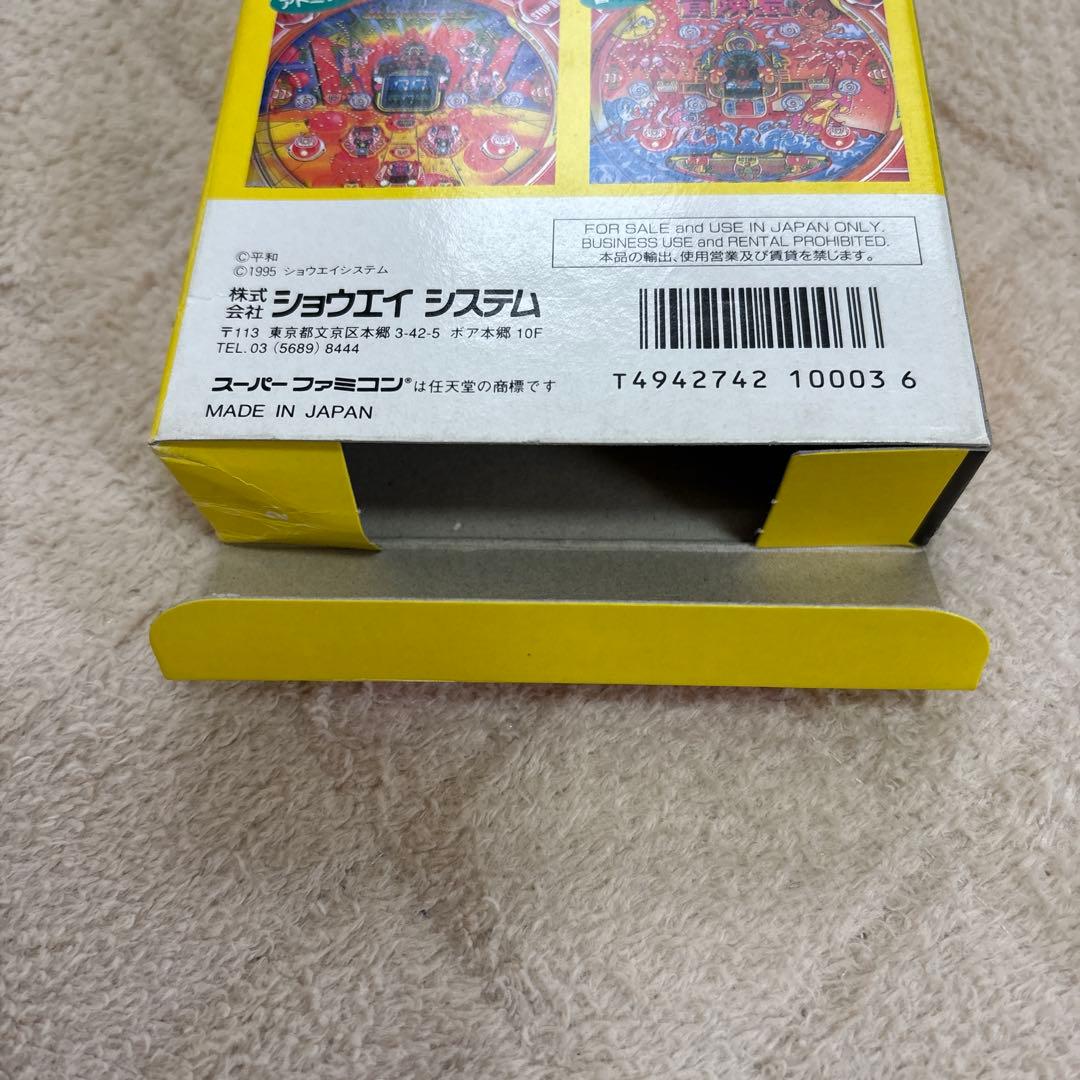 STOP
©平和
©1995 ショウエイシステム
株式会社 ショウエイ システム
〒113 東京都文京区本郷 3-42-5 ボア本郷 10F
TEL. 03 (5689) 8444
スーパーファミコン®は任天堂の商標です
MADE IN JAPAN
FOR SALE and USE IN JAPAN ONLY.
BUSINESS USE and RENTAL PROHIBITED.
本品の輸出、使用営業及び賃貸を禁じます。
T4942742 10003 6